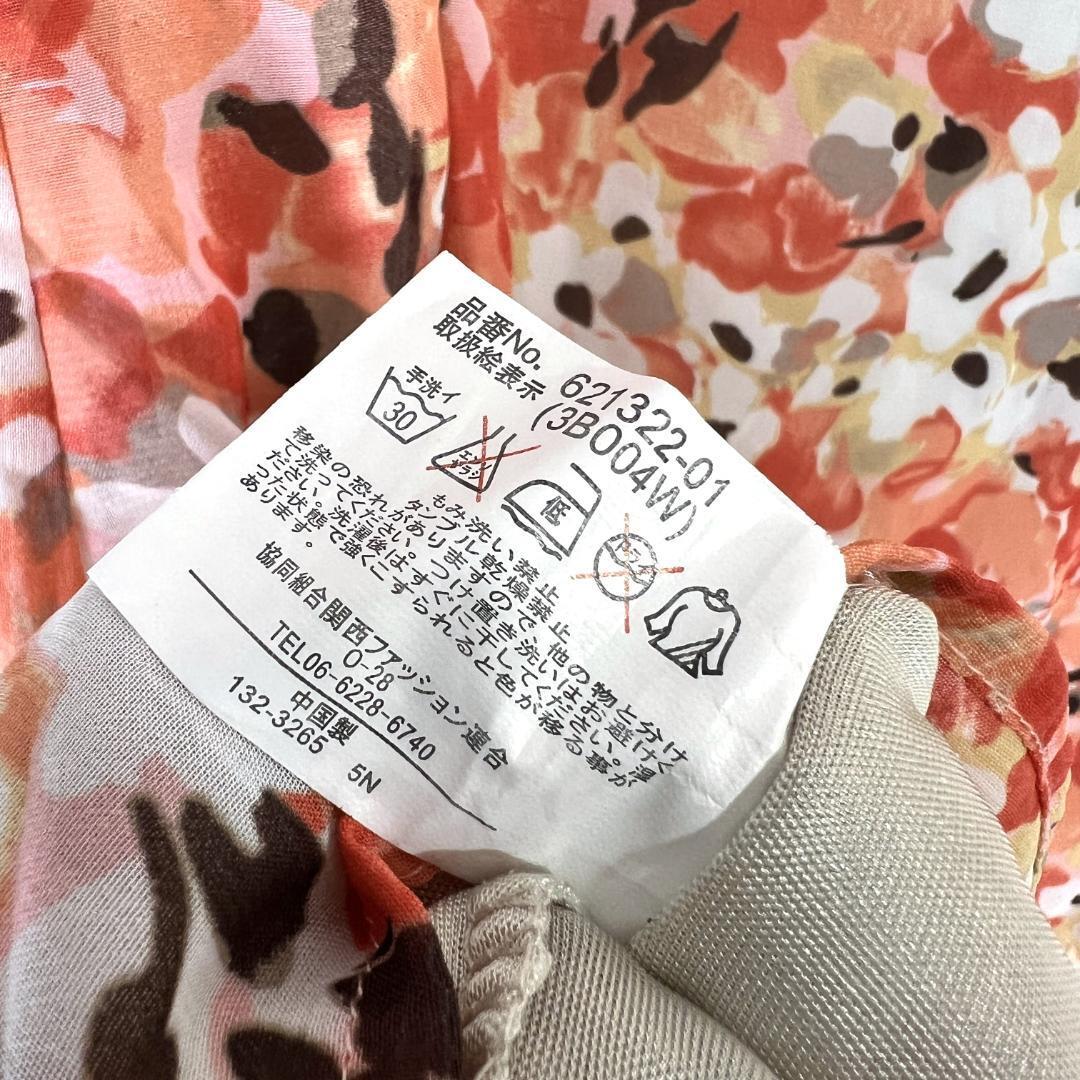 品番No. 621322-01
取扱絵表示 (3B004W)
手洗イ
30
エンソサラシ
低
ドライ
もみ洗い禁止
タンブル乾燥禁止 他の物と分け
移染の恐れがありますので
で洗ってください。つけ置き洗いはお避けく
ださい。洗濯後はすぐに干してください。湿
った状態で強くこすられると色が移る事が
あります。
協同組合関西ファッション連合
O-28
TEL06-6228-6740
中国製
132-3265 5N